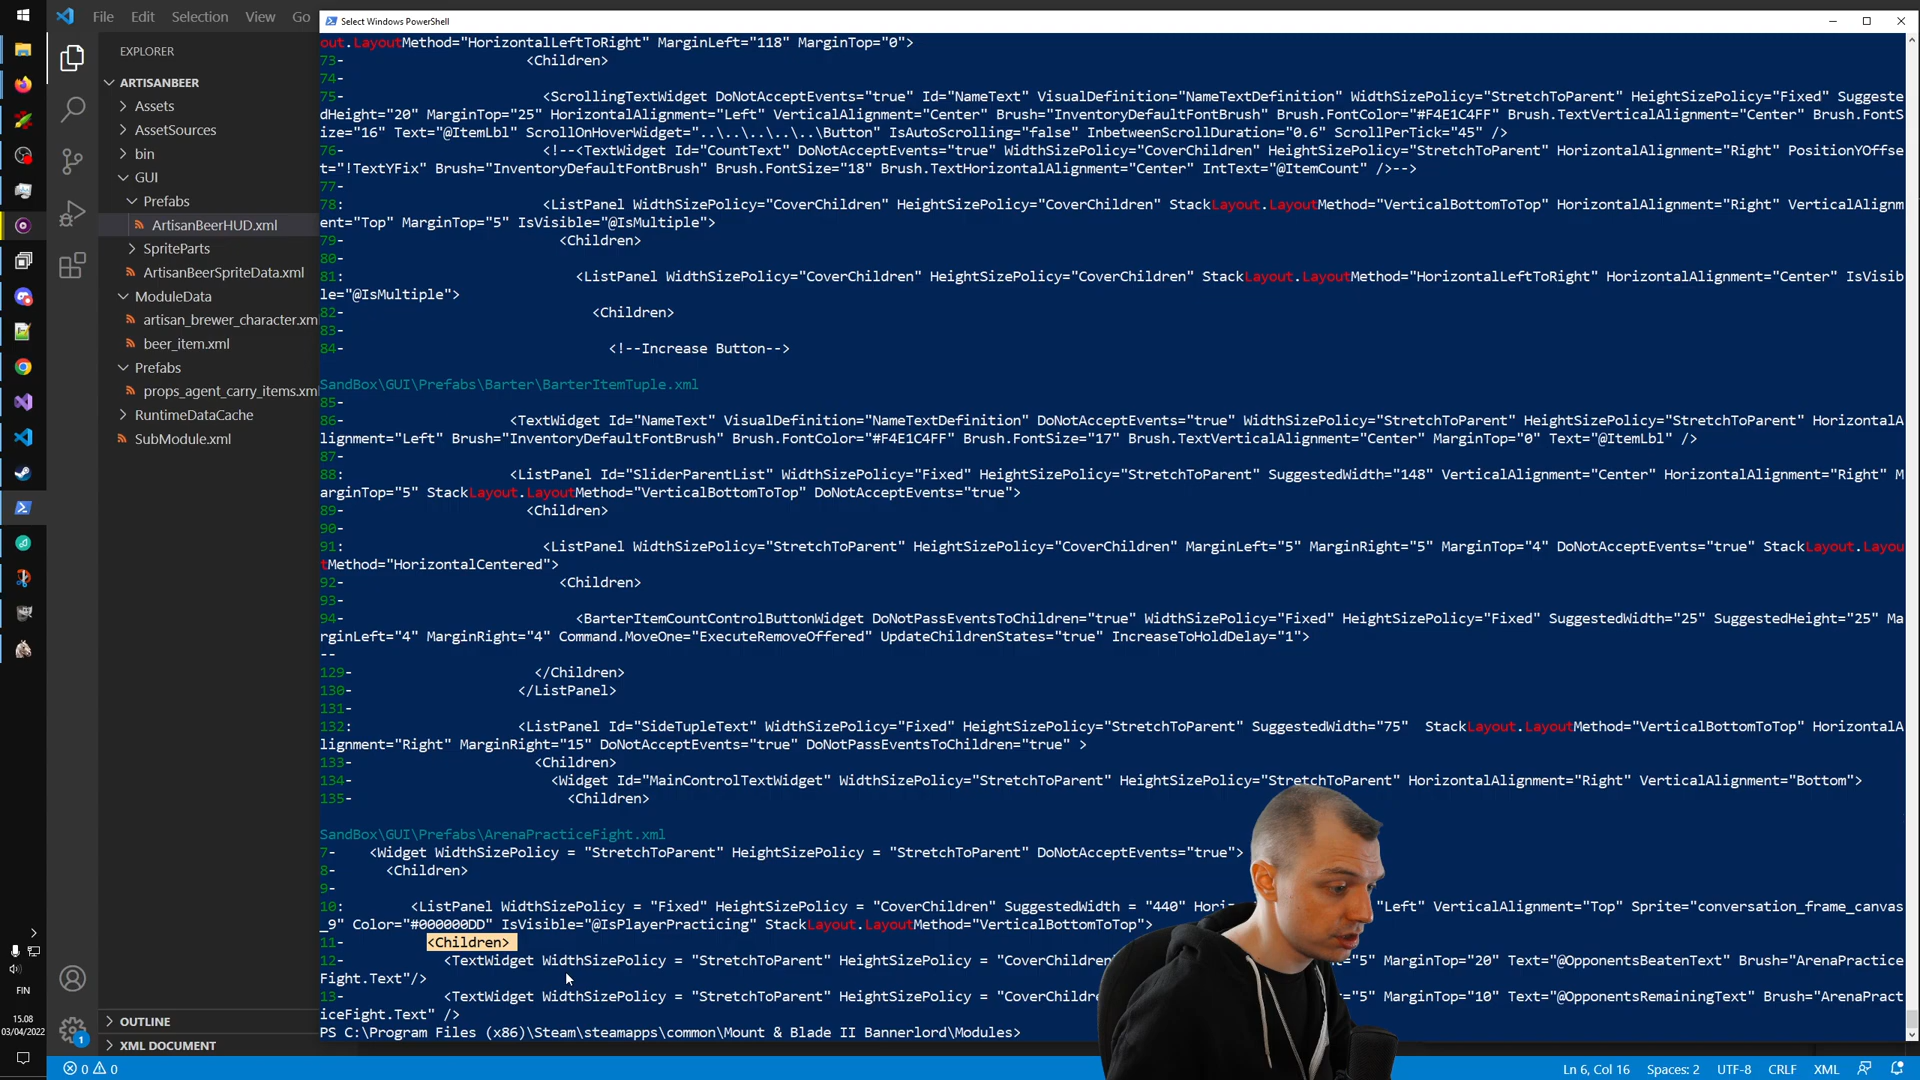 File Edit Selection View Go
Select Windows PowerShell
EXPLORER
ARTISANBEER
Assets
AssetSources
bin
GUI
Prefabs
ArtisanBeerHUD.xml
SpriteParts
ArtisanBeerSpriteData.xml
ModuleData
artisan_brewer_character.xm
beer_item.xml
Prefabs
props_agent_carry_items.xm
RuntimeDataCache
SubModule.xml
OUTLINE
XML DOCUMENT
out.LayoutMethod="HorizontalLeftToRight" MarginLeft="118" MarginTop="0">
73- <Children>
74-
75- <ScrollingTextWidget DoNotAcceptEvents="true" Id="NameText" VisualDefinition="NameTextDefinition" WidthSizePolicy="StretchToParent" HeightSizePolicy="Fixed" Suggeste
dHeight="20" MarginTop="25" HorizontalAlignment="Left" VerticalAlignment="Center" Brush="InventoryDefaultFontBrush" Brush.FontColor="#F4E1C4FF" Brush.TextVerticalAlignment="Center" Brush.FontS
ize="16" Text="@ItemLbl" ScrollOnHoverWidget="..\..\..\..\..\Button" IsAutoScrolling="false" InbetweenScrollDuration="0.6" ScrollPerTick="45" />
76- <!--<TextWidget Id="CountText" DoNotAcceptEvents="true" WidthSizePolicy="CoverChildren" HeightSizePolicy="StretchToParent" HorizontalAlignment="Right" PositionYOffse
t="!TextYFix" Brush="InventoryDefaultFontBrush" Brush.FontSize="18" Brush.TextHorizontalAlignment="Center" IntText="@ItemCount" />-->
77-
78- <ListPanel WidthSizePolicy="CoverChildren" HeightSizePolicy="CoverChildren" StackLayout.LayoutMethod="VerticalBottomToTop" HorizontalAlignment="Right" VerticalAlignm
ent="Top" MarginTop="5" IsVisible="@IsMultiple">
79- <Children>
80-
81: <ListPanel WidthSizePolicy="CoverChildren" HeightSizePolicy="CoverChildren" StackLayout.LayoutMethod="HorizontalLeftToRight" HorizontalAlignment="Center" IsVisib
le="@IsMultiple">
82- <Children>
83-
84- <!--Increase Button-->
SandBox\GUI\Prefabs\Barter\BarterItemTuple.xml
85-
86- <TextWidget Id="NameText" VisualDefinition="NameTextDefinition" DoNotAcceptEvents="true" WidthSizePolicy="StretchToParent" HeightSizePolicy="StretchToParent" HorizontalA
lignment="Left" Brush="InventoryDefaultFontBrush" Brush.FontColor="#F4E1C4FF" Brush.FontSize="17" Brush.TextVerticalAlignment="Center" MarginTop="0" Text="@ItemLbl" />
87-
88: <ListPanel Id="SliderParentList" WidthSizePolicy="Fixed" HeightSizePolicy="StretchToParent" SuggestedWidth="148" VerticalAlignment="Center" HorizontalAlignment="Right" M
arginTop="5" StackLayout.LayoutMethod="VerticalBottomToTop" DoNotAcceptEvents="true">
89- <Children>
90-
91: <ListPanel WidthSizePolicy="StretchToParent" HeightSizePolicy="CoverChildren" MarginLeft="5" MarginRight="5" MarginTop="4" DoNotAcceptEvents="true" StackLayout.Layou
tMethod="HorizontalCentered">
92- <Children>
93-
94- <BarterItemCountControlButtonWidget DoNotPassEventsToChildren="true" WidthSizePolicy="Fixed" HeightSizePolicy="Fixed" SuggestedWidth="25" SuggestedHeight="25" Ma
rginLeft="4" MarginRight="4" Command.MoveOne="ExecuteRemoveOffered" UpdateChildrenStates="true" IncreaseToHoldDelay="1">
--
129- </Children>
130- </ListPanel>
131-
132: <ListPanel Id="SideTupleText" WidthSizePolicy="Fixed" HeightSizePolicy="StretchToParent" SuggestedWidth="75" StackLayout.LayoutMethod="VerticalBottomToTop" HorizontalA
lignment="Right" MarginRight="15" DoNotAcceptEvents="true" DoNotPassEventsToChildren="true" >
133- <Children>
134- <Widget Id="MainControlTextWidget" WidthSizePolicy="StretchToParent" HeightSizePolicy="StretchToParent" HorizontalAlignment="Right" VerticalAlignment="Bottom">
135- <Children>
SandBox\GUI\Prefabs\ArenaPracticeFight.xml
7- <Widget WidthSizePolicy = "StretchToParent" HeightSizePolicy = "StretchToParent" DoNotAcceptEvents="true">
8- <Children>
9-
10: <ListPanel WidthSizePolicy = "Fixed" HeightSizePolicy = "CoverChildren" SuggestedWidth = "440" Hori "Left" VerticalAlignment="Top" Sprite="conversation_frame_canvas
_9" Color="#000000DD" IsVisible="@IsPlayerPracticing" StackLayout.LayoutMethod="VerticalBottomToTop">
11- <Children>
12- <TextWidget WidthSizePolicy = "StretchToParent" HeightSizePolicy = "CoverChildren ="5" MarginTop="20" Text="@OpponentsBeatenText" Brush="ArenaPractice
Fight.Text"/>
13- <TextWidget WidthSizePolicy = "StretchToParent" HeightSizePolicy = "CoverChildre ="5" MarginTop="10" Text="@OpponentsRemainingText" Brush="ArenaPract
iceFight.Text" />
PS C:\Program Files (x86)\Steam\steamapps\common\Mount & Blade II Bannerlord\Modules>
FIN
15.08
03/04/2022
1
0 0
Ln 6, Col 16 Spaces: 2 UTF-8 CRLF XML